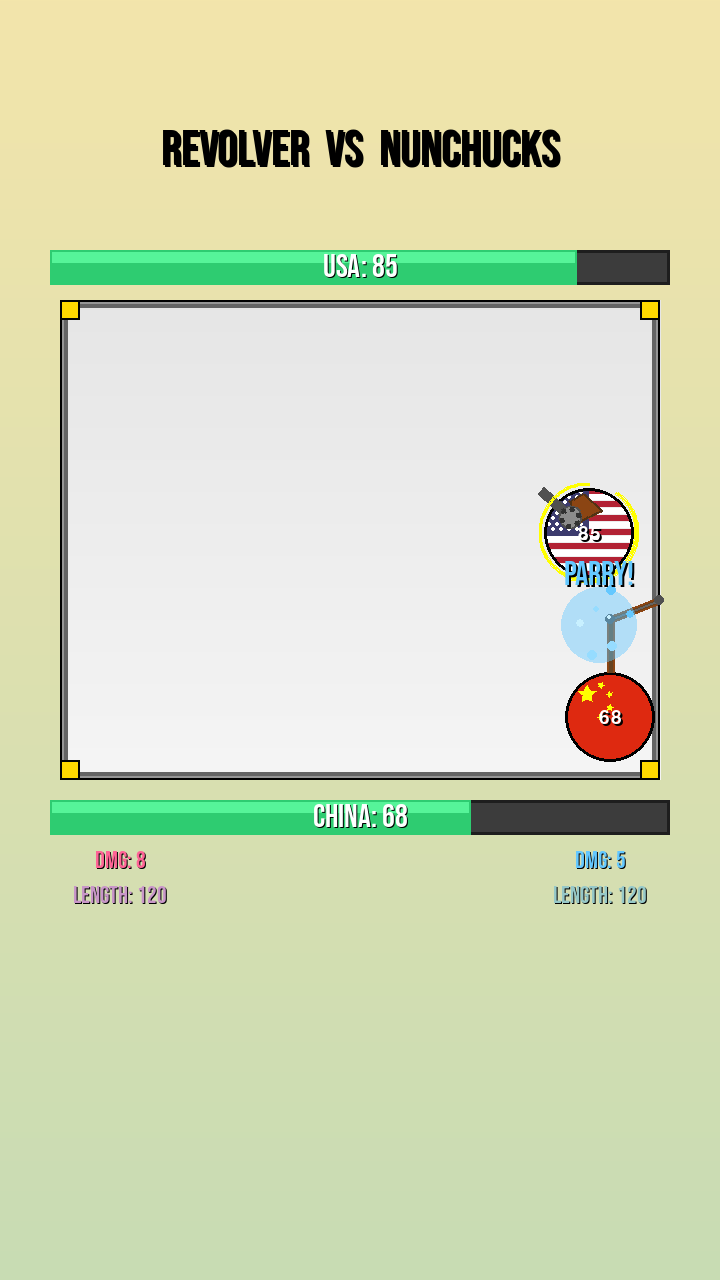 REVOLVER VS NUNCHUCKS
USA: 85
85
PARRY!
68
CHINA: 68
DMG: 8
DMG: 5
LENGTH: 120
LENGTH: 120